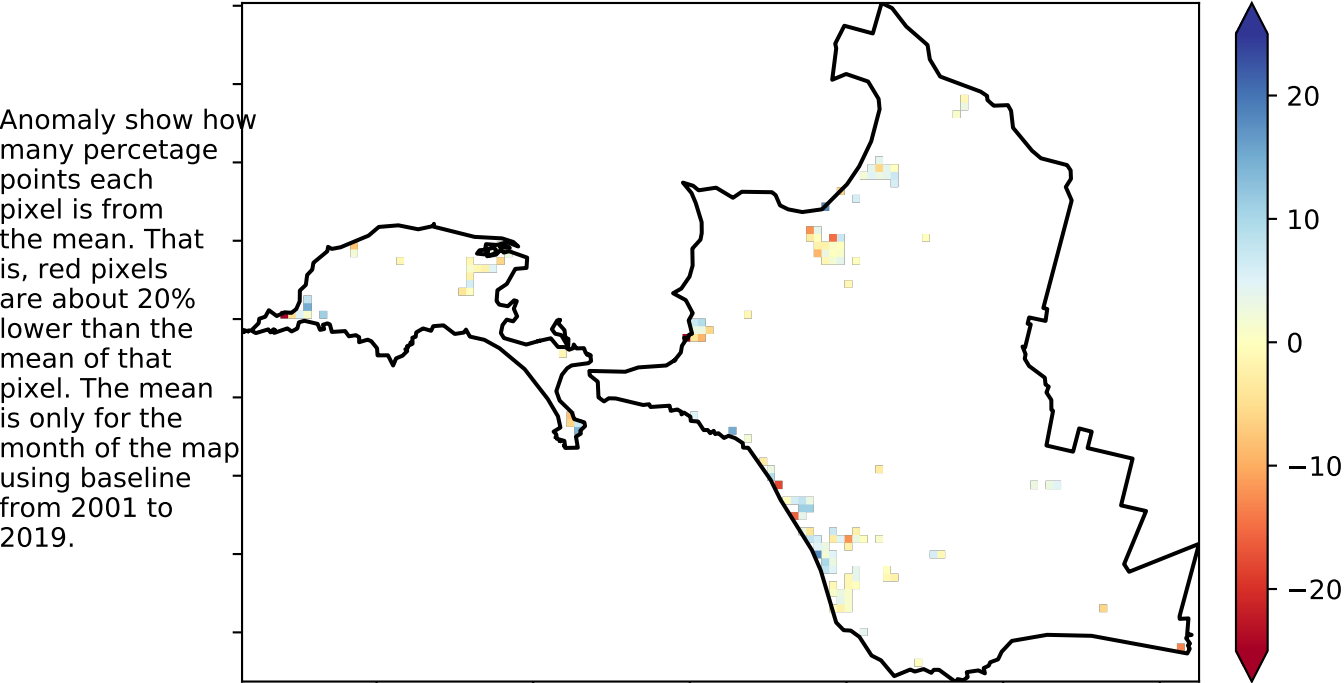 Anomaly show how
many percetage
points each
pixel is from
the mean. That
is, red pixels
are about 20%
lower than the
mean of that
pixel. The mean
is only for the
month of the map
using baseline
from 2001 to
2019.
20
10
0
−10
−20